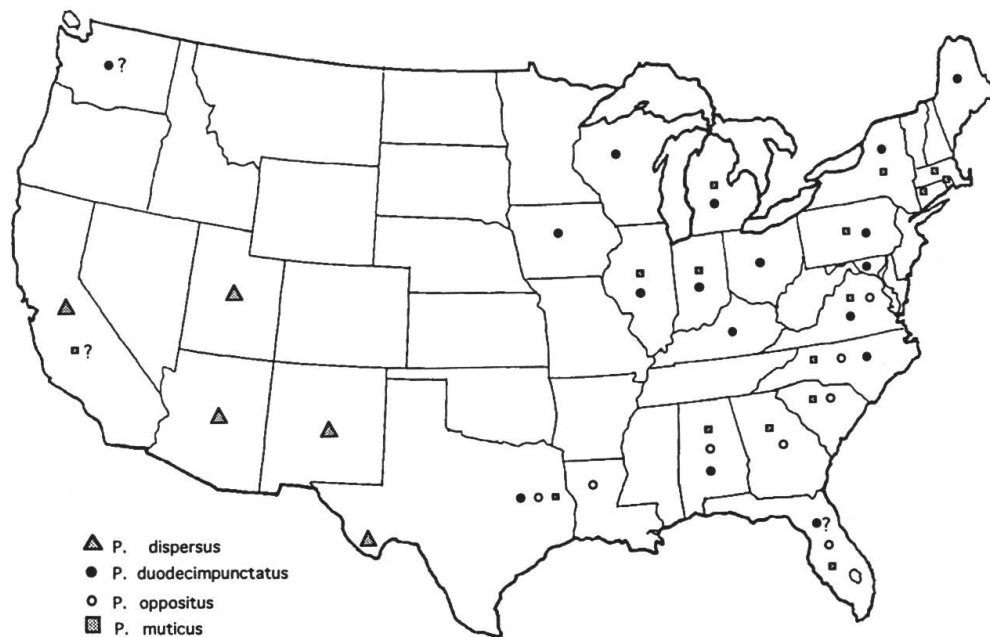 ?
?
?
P. dispersus
P. duodecimpunctatus
P. oppositus
P. muticus